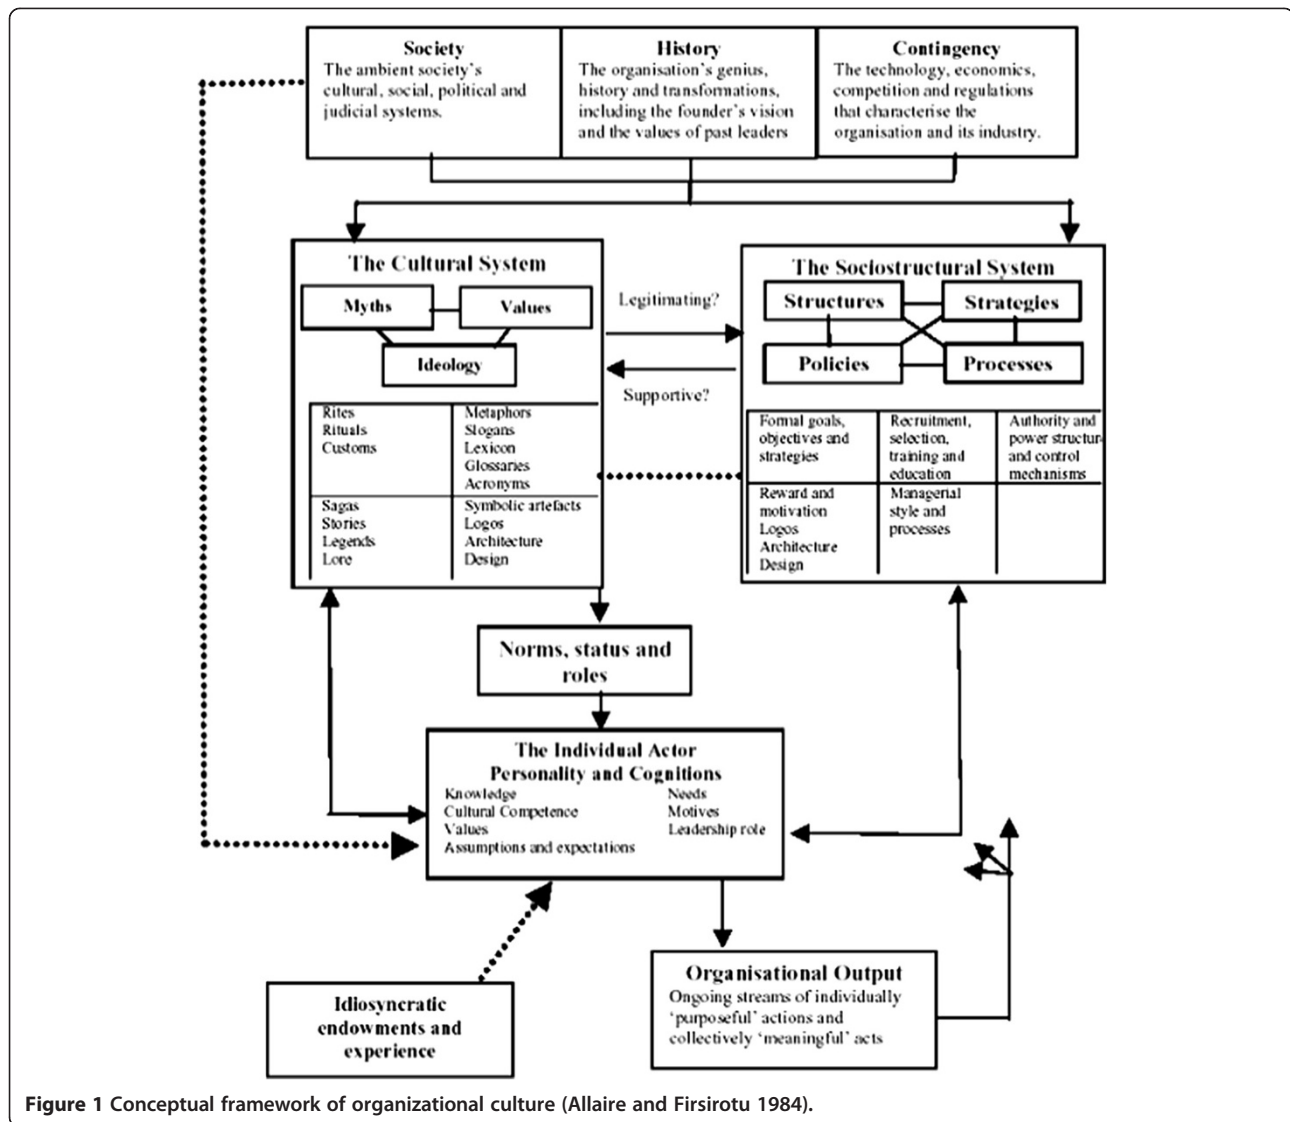 Society
The ambient society's
cultural, social, political and
judicial systems.
History
The organisation's genius,
history and transformations,
including the founder's vision
and the values of past leaders
Contingency
The technology, economics,
competition and regulations
that characterise the
organisation and its industry.
The Cultural System
Myths
Values
Ideology
Rites
Rituals
Customs
Metaphors
Slogans
Lexicon
Glossaries
Acronyms
Sagas
Stories
Legends
Lore
Symbolic artefacts
Logos
Architecture
Design
Legitimating?
Supportive?
The Sociostructural System
Structures
Strategies
Policies
Processes
Formal goals,
objectives and
strategies
Recruitment,
selection,
training and
education
Authority and
power structur
and control
mechanisms
Reward and
motivation
Logos
Architecture
Design
Managerial
style and
processes
Norms, status and
roles
The Individual Actor
Personality and Cognitions
Knowledge
Cultural Competence
Values
Assumptions and expectations
Needs
Motives
Leadership role
Idiosyncratic
endowments and
experience
Organisational Output
Ongoing streams of individually
'purposeful' actions and
collectively 'meaningful' acts
Figure 1 Conceptual framework of organizational culture (Allaire and Firsirotu 1984).